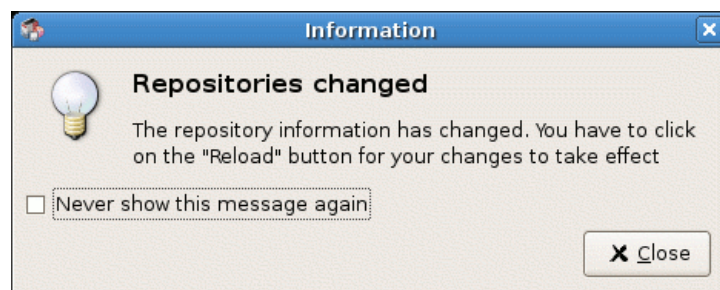 Information
Repositories changed
The repository information has changed. You have to click
on the "Reload" button for your changes to take effect
Never show this message again
Close